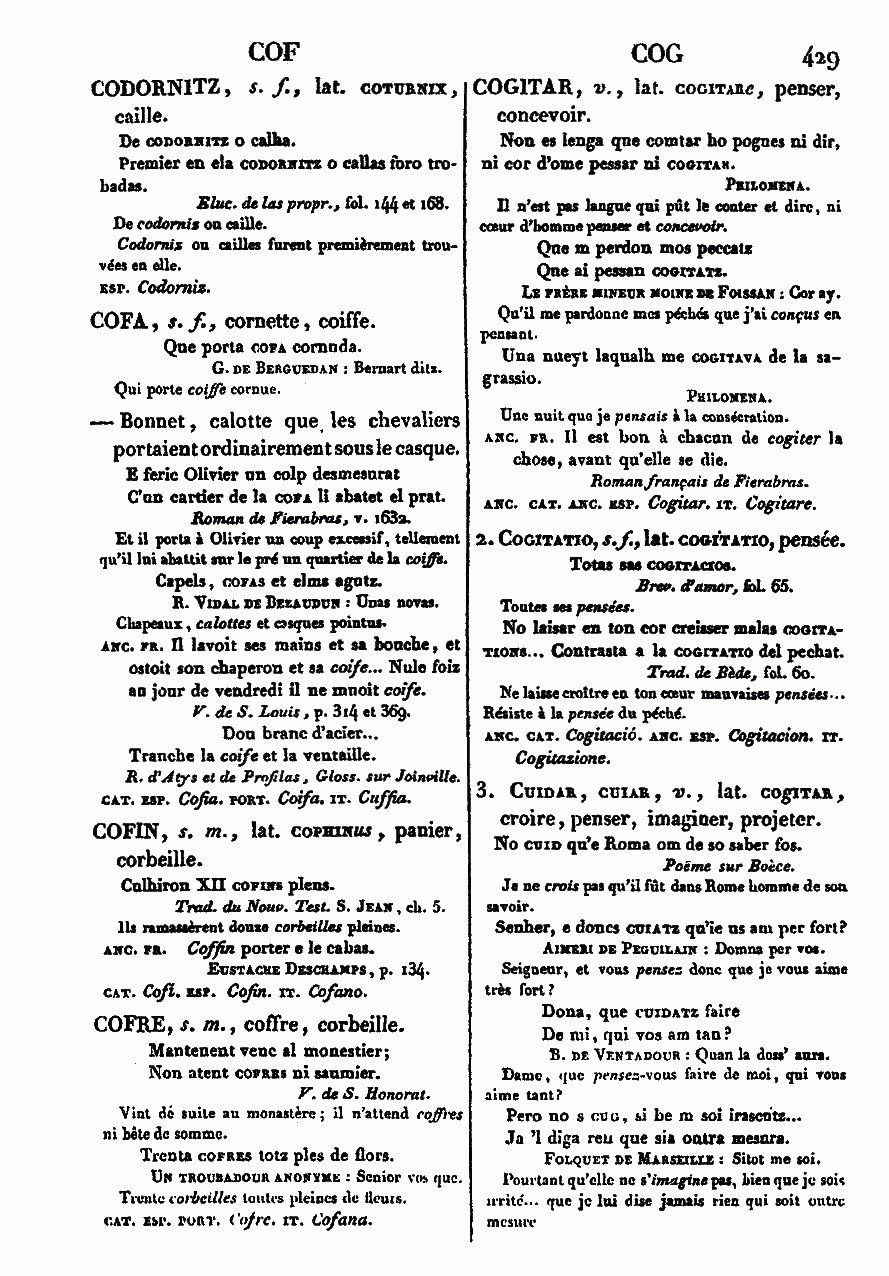 COF
COG 429
CODORNITZ, s. f., lat. COTURNIX,
caille.
De CODORNITZ o calha.
Premier en ela CODORNITZ o callas foro tro-
badas.
Eluc. de las propr., fol. 144 et 168.
De codornis ou caille.
Codornis ou cailles furent premièrement trou-
vées en elle.
ESP. Codorniz.
COFA, s. f., cornette, coiffe.
Que porta COFA cornuda.
G. DE BERGUEDAN : Bernart ditz.
Qui porte coiffe cornue.
— Bonnet, calotte que les chevaliers
portaient ordinairement sous le casque.
E feric Olivier un colp desmesurat
C'un cartier de la COFA li abatet el prat.
Roman de Fierabras, v. 1632.
Et il porta à Olivier un coup excessif, tellement
qu'il lui abattit sur le pré un quartier de la coiffe.
Capels, COFAS et elms agutz.
R. VIDAL DE BEZAUDUN : Unas novas.
Chapeaux, calottes et casques pointus.
ANC. FR. Il lavoit ses mains et sa bouche, et
ostoit son chaperon et sa coife... Nule foiz
au jour de vendredi il ne mnoit coife.
V. de S. Louis, p. 314 et 369.
Dou branc d'acier...
Tranche la coife et la ventaille.
R. d'Atys et de Profilas, Gloss. sur Joinville.
CAT. ESP. Cofia. PORT. Coifa. IT. Cuffia.
COFIN, s. m., lat. COPHINUS, panier,
corbeille.
Culhiron XII COFINS plens.
Trad. du Nouv. Test. S. JEAN, ch. 5.
Ils ramassèrent douze corbeilles pleines.
ANC. FR. Coffin porter e le cabas.
EUSTACHE DESCHAMPS, p. 134.
CAT. Cofí. ESP. Cofin. IT. Cofano.
COFRE, s. m., coffre, corbeille.
Mantenent venc al monestier;
Non atent COFRES ni saumier.
V. de S. Honorat.
Vint de suite au monastère; il n'attend coffres
ni bête de somme.
Trenta COFRES totz ples de flors.
UN TROUBADOUR ANONYME : Senior vos que.
Trente corbeilles toutes pleines de fleurs.
CAT. ESP. PORT. Cofre. IT. Cofana.
COGITAR, v., lat. COGITARe, penser,
concevoir.
Non es lenga que comtar ho pognes ni dir,
ni cor d'ome pessar ni COGITAR.
PHILOMENA.
Il n'est pas langue qui pût le conter et dire, ni
cœur d'homme penser et concevoir.
Que m perdon mos peccatz
Que ai pessan COGITATZ.
LE FRÈRE MINEUR MOINE DE FOISSAN : Cor ay.
Qu'il me pardonne mes péchés que j'ai conçus en
pensant.
Una nueyt laqualh me COGITAVA de la sa-
grassio.
PHILOMENA.
Une nuit que je pensais à la consécration.
ANC. FR. Il est bon à chacun de cogiter la
chose, avant qu'elle se die.
Roman français de Fierabras.
ANC. CAT. ANC. ESP. Cogitar. IT. Cogitare.
2. COGITATIO, s. f., lat. COGITATIO, pensée.
Totas sas COGITACIOS.
Brev. d'amor, fol. 65.
Toutes ses pensées.
No laisar en ton cor creisser malas COGITA-
TIONS... Contrasta a la COGITATIO del pechat.
Trad. de Bède, fol. 60.
Ne laisse croître en ton cœur mauvaises pensées...
Résiste à la pensée du péché.
ANC. CAT. Cogitació. ANC. ESP. Cogitacion. IT.
Cogitazione.
3. CUIDAR, CUIAR, v., lat. cogITAR,
croire, penser, imaginer, projeter.
No CUID qu'e Roma om de so saber fos.
Poëme sur Boèce.
Je ne crois pas qu'il fût dans Rome homme de son
savoir.
Senher, e doncs CUIATZ qu'ie us am per fort?
AIMERI DE PEGUILAIN : Domna per vos.
Seigneur, et vous pensez donc que je vous aime
très fort?
Dona, que CUIDATZ faire
De mi, qui vos am tan?
B. DE VENTADOUR : Quan la doss' aura.
Dame, que pensez-vous faire de moi, qui vous
aime tant?
Pero no s CUG, si be m soi irascutz...
Ja 'l diga reu que sia outra mesura.
FOLQUET DE MARSEILLE : Sitot me soi.
Pourtant qu'elle ne s'imagine pas, bien que je sois
irrité... que je lui dise jamais rien qui soit outre
mesure